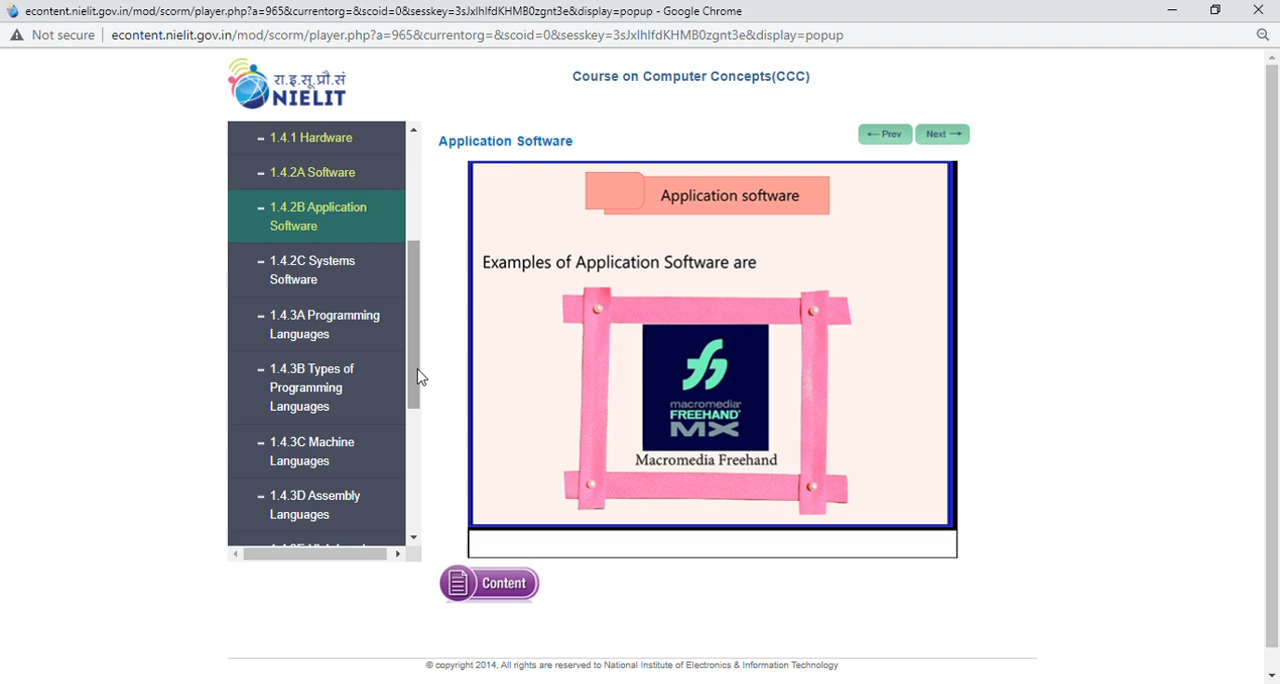 econtent.nielit.gov.in/mod/scorm/player.php?a=965&currentorg=&scoid=0&sesskey=3sJxlhIfdKHMB0zgnt3e&display=popup - Google Chrome
Not secure
econtent.nielit.gov.in/mod/scorm/player.php?a=965&currentorg=&scoid=0&sesskey=3sJxlhIfdKHMB0zgnt3e&display=popup
रा.इ.सू.प्रौ.सं
NIELIT
Course on Computer Concepts(CCC)
– 1.4.1 Hardware
– 1.4.2A Software
– 1.4.2B Application
Software
– 1.4.2C Systems
Software
– 1.4.3A Programming
Languages
– 1.4.3B Types of
Programming
Languages
– 1.4.3C Machine
Languages
– 1.4.3D Assembly
Languages
Application Software
←Prev
Next →
Application software
Examples of Application Software are
macromedia®
FREEHAND®
MX
Macromedia Freehand
Content
© copyright 2014, All rights are reserved to National Institute of Electronics & Information Technology